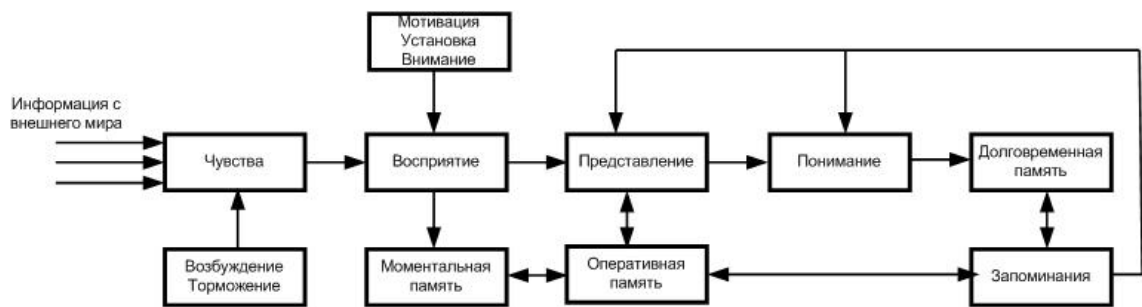 Мотивация
Установка
Внимание
Информация с
внешнего мира
Чувства
Восприятие
Представление
Понимание
Долговременная
память
Возбуждение
Торможение
Моментальная
память
Оперативная
память
Запоминания